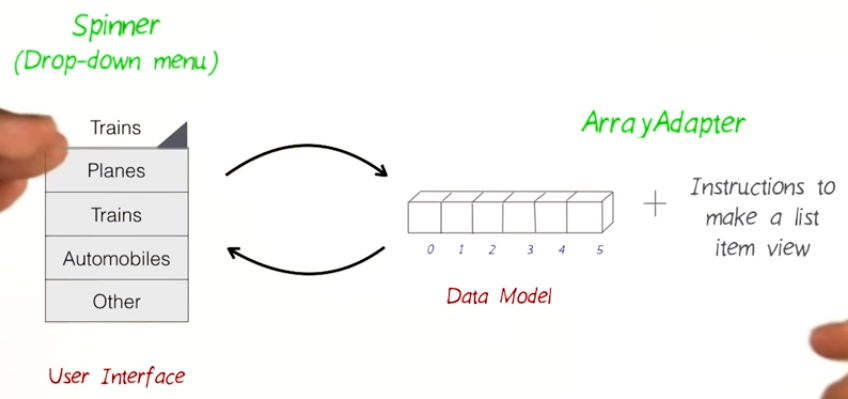 Spinner
(Drop-down menu)
Trains
Planes
Trains
Automobiles
Other
User Interface
ArrayAdapter
0 1 2 3 4 5
Data Model
+
Instructions to
make a list
item view